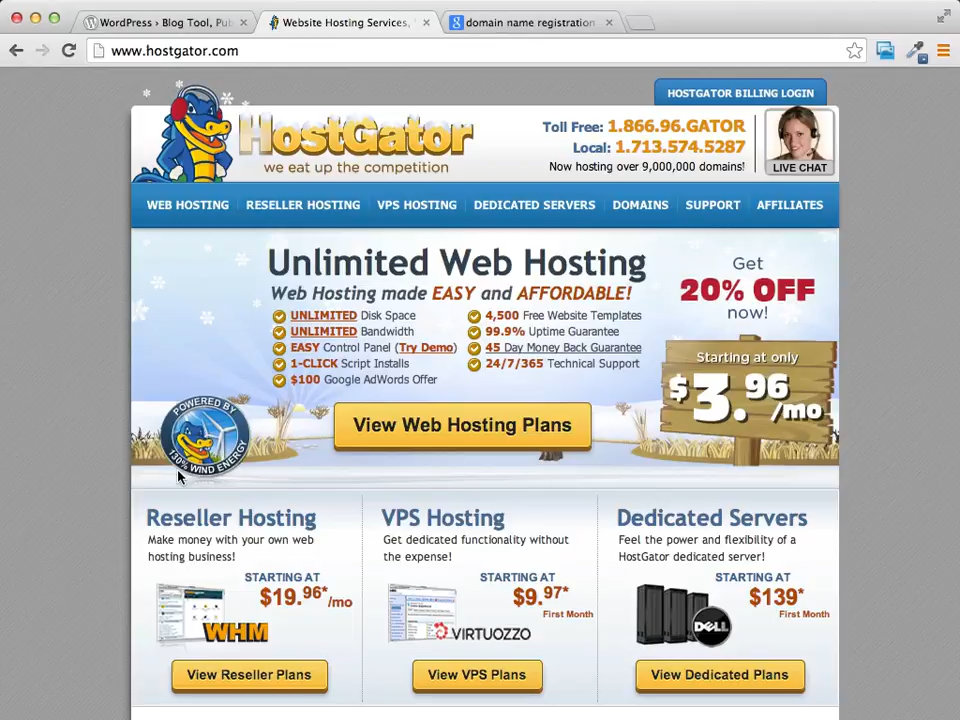 WordPress › Blog Tool, Pub
Website Hosting Services,
domain name registration
www.hostgator.com
HOSTGATOR BILLING LOGIN
HostGator
we eat up the competition
Toll Free: 1.866.96.GATOR
Local: 1.713.574.5287
Now hosting over 9,000,000 domains!
LIVE CHAT
WEB HOSTING
RESELLER HOSTING
VPS HOSTING
DEDICATED SERVERS
DOMAINS
SUPPORT
AFFILIATES
Unlimited Web Hosting
Web Hosting made EASY and AFFORDABLE!
UNLIMITED Disk Space
UNLIMITED Bandwidth
EASY Control Panel (Try Demo)
1-CLICK Script Installs
$100 Google AdWords Offer
4,500 Free Website Templates
99.9% Uptime Guarantee
45 Day Money Back Guarantee
24/7/365 Technical Support
Get
20% OFF
now!
Starting at only
$3.96/mo
View Web Hosting Plans
POWERED BY
130% WIND ENERGY
Reseller Hosting
Make money with your own web
hosting business!
STARTING AT
$19.96*/mo
WHM
View Reseller Plans
VPS Hosting
Get dedicated functionality without
the expense!
STARTING AT
$9.97*
First Month
VIRTUOZZO
View VPS Plans
Dedicated Servers
Feel the power and flexibility of a
HostGator dedicated server!
STARTING AT
$139*
First Month
DELL
View Dedicated Plans